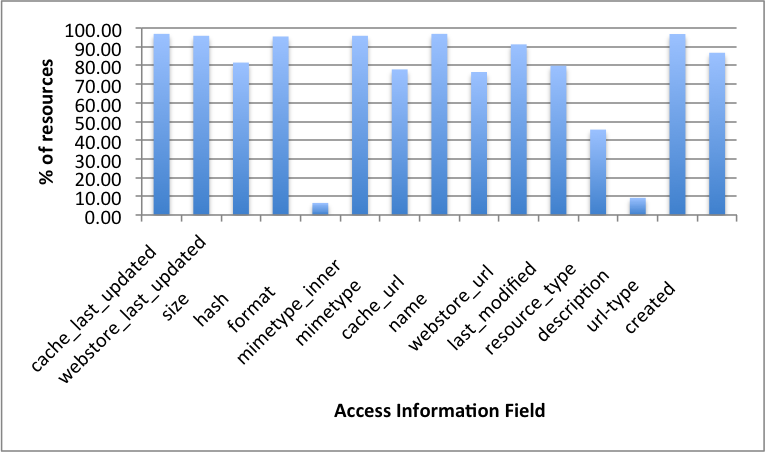 100.00
90.00
80.00
70.00
60.00
50.00
40.00
30.00
20.00
10.00
0.00
% of resources
cache_last_updated
webstore_last_updated
size
hash
format
mimetype_inner
mimetype
cache_url
name
webstore_url
last_modified
resource_type
description
url-type
created
Access Information Field